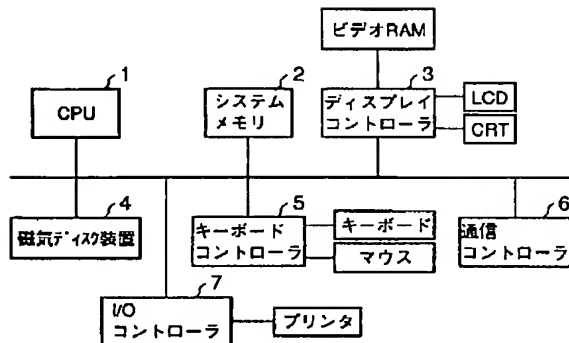 ビデオRAM
1
CPU
2
システム
メモリ
3
ディスプレイ
コントローラ
LCD
CRT
4
磁気ディスク装置
5
キーボード
コントローラ
キーボード
マウス
6
通信
コントローラ
7
I/O
コントローラ
プリンタ